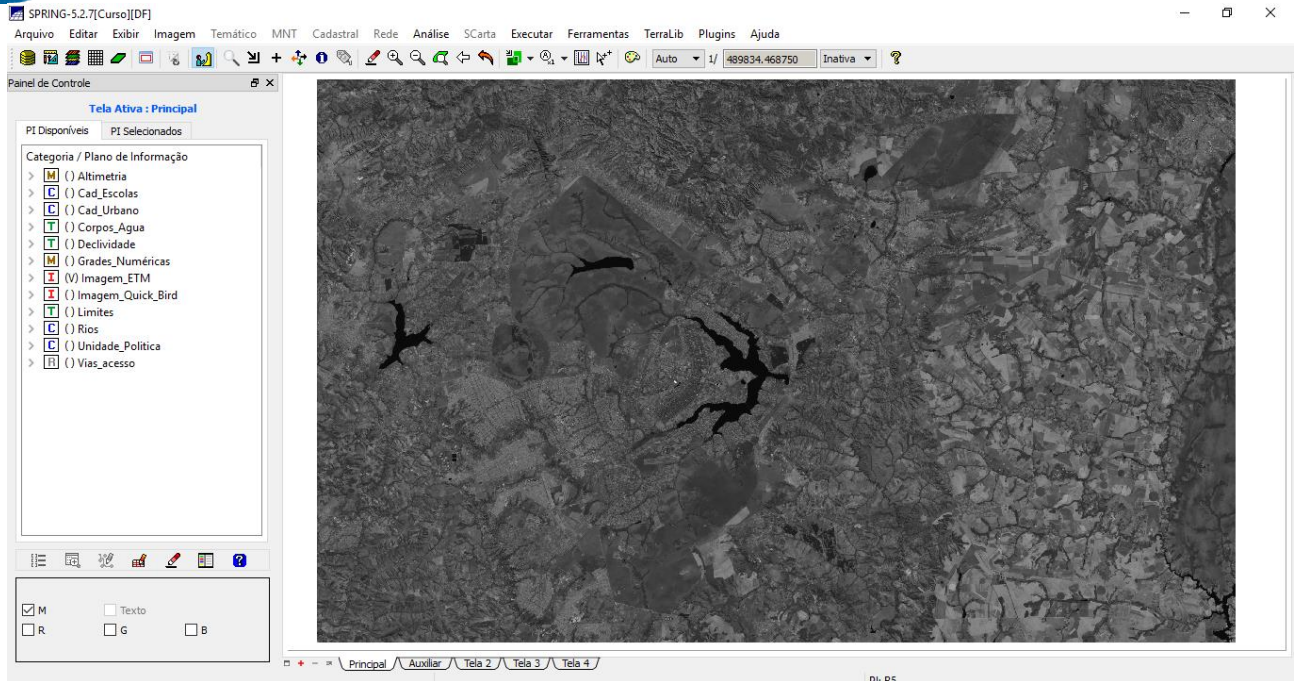 SPRING-5.2.7[Curso][DF]
Arquivo Editar Exibir Imagem Temático MNT Cadastral Rede Análise SCarta Executar Ferramentas TerraLib Plugins Ajuda
Auto 1/ 489834.468750 Inativa
Painel de Controle
Tela Ativa : Principal
PI Disponíveis PI Selecionados
Categoria / Plano de Informação
M () Altimetria
C () Cad_Escolas
C () Cad_Urbano
T () Corpos_Agua
T () Declividade
M () Grades_Numéricas
I (V) Imagem_ETM
I () Imagem_Quick_Bird
T () Limites
C () Rios
C () Unidade_Politica
R () Vias_acesso
M Texto
R G B
Principal Auxiliar Tela 2 Tela 3 Tela 4